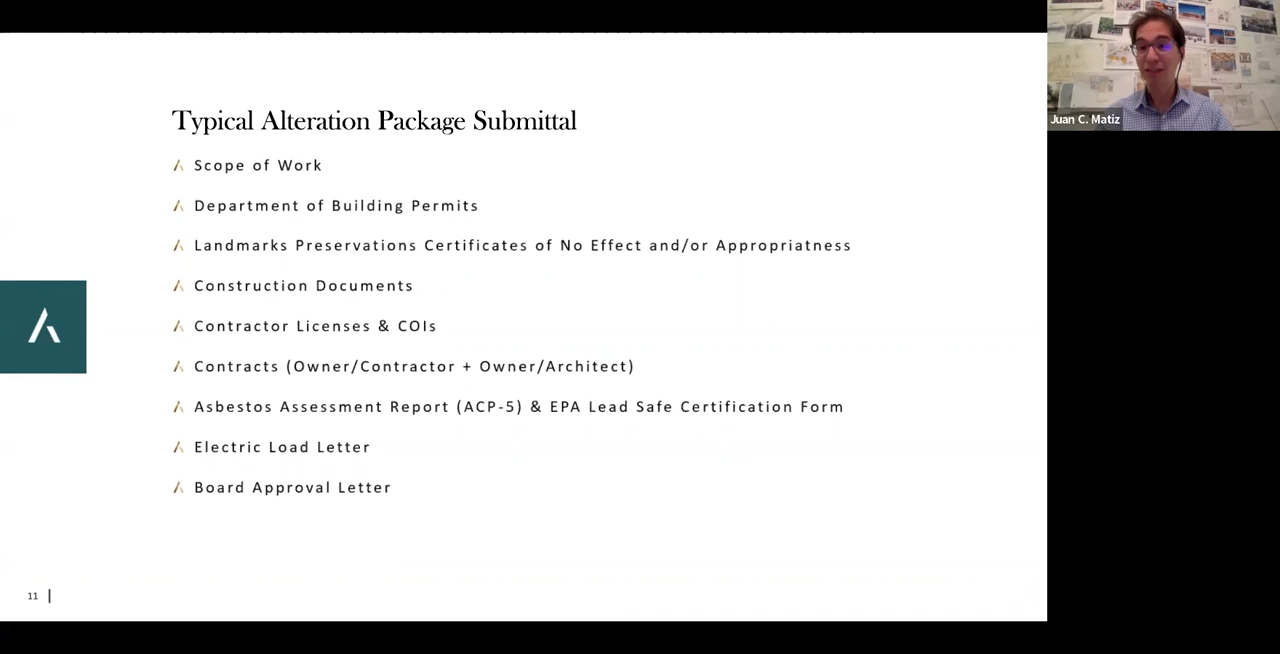 Typical Alteration Package Submittal
Scope of Work
Department of Building Permits
Landmarks Preservations Certificates of No Effect and/or Appropriatness
Construction Documents
Contractor Licenses & COIs
Contracts (Owner/Contractor + Owner/Architect)
Asbestos Assessment Report (ACP-5) & EPA Lead Safe Certification Form
Electric Load Letter
Board Approval Letter
11
Juan C. Matiz